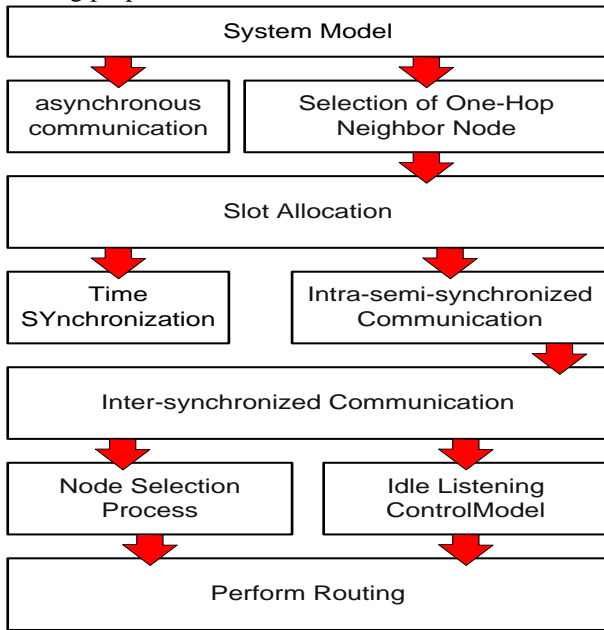 System Model
asynchronous
communication
Selection of One-Hop
Neighbor Node
Slot Allocation
Time
SYnchronization
Intra-semi-synchronized
Communication
Inter-synchronized Communication
Node Selection
Process
Idle Listening
ControlModel
Perform Routing